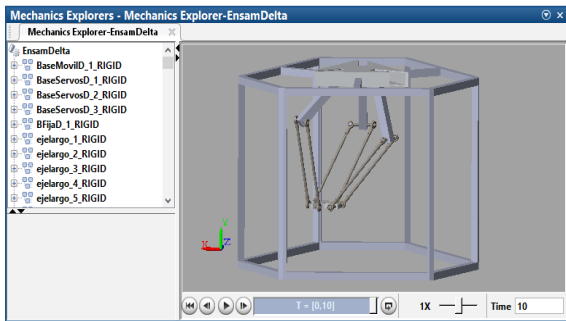 Mechanics Explorers - Mechanics Explorer-EnsamDelta
Mechanics Explorer-EnsamDelta
EnsamDelta
BaseMovilD_1_RIGID
BaseServosD_1_RIGID
BaseServosD_2_RIGID
BaseServosD_3_RIGID
BFijaD_1_RIGID
ejelargo_1_RIGID
ejelargo_2_RIGID
ejelargo_3_RIGID
ejelargo_4_RIGID
ejelargo_5_RIGID
Y
X
Z
T = [0,10]
1X
Time 10